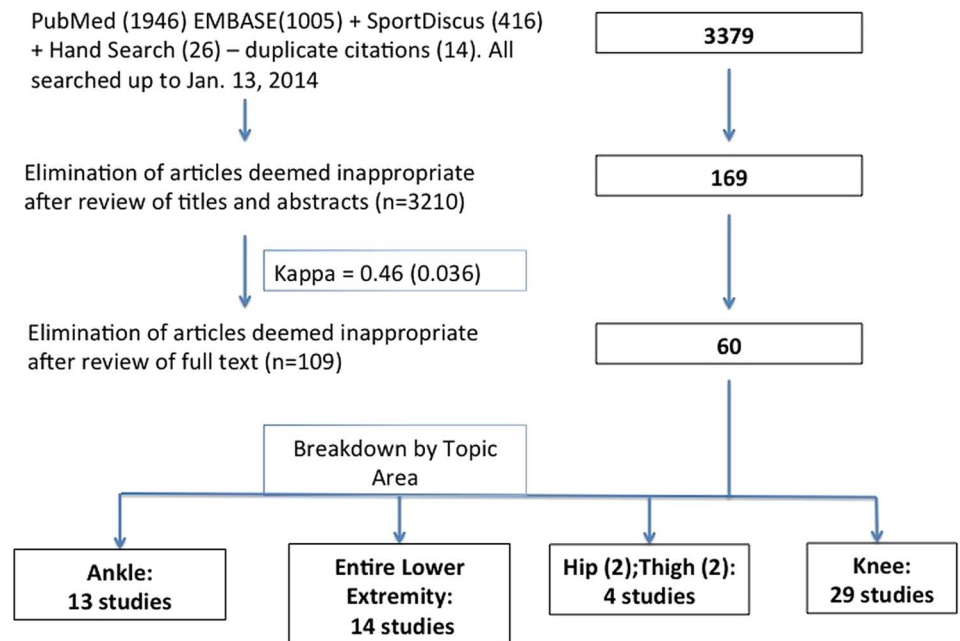 PubMed (1946) EMBASE(1005) + SportDiscus (416)
+ Hand Search (26) – duplicate citations (14). All
searched up to Jan. 13, 2014
3379
Elimination of articles deemed inappropriate
after review of titles and abstracts (n=3210)
169
Kappa = 0.46 (0.036)
Elimination of articles deemed inappropriate
after review of full text (n=109)
60
Breakdown by Topic
Area
Ankle:
13 studies
Entire Lower
Extremity:
14 studies
Hip (2);Thigh (2):
4 studies
Knee:
29 studies